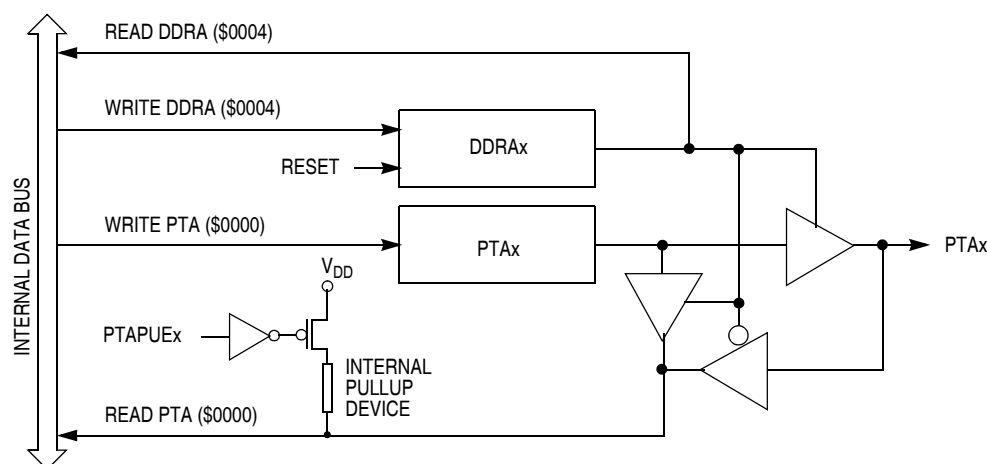 READ DDRA ($0004)
WRITE DDRA ($0004)
DDRAx
RESET
INTERNAL DATA BUS
WRITE PTA ($0000)
PTAx
PTAx
VDD
PTAPUEx
INTERNAL
PULLUP
DEVICE
READ PTA ($0000)